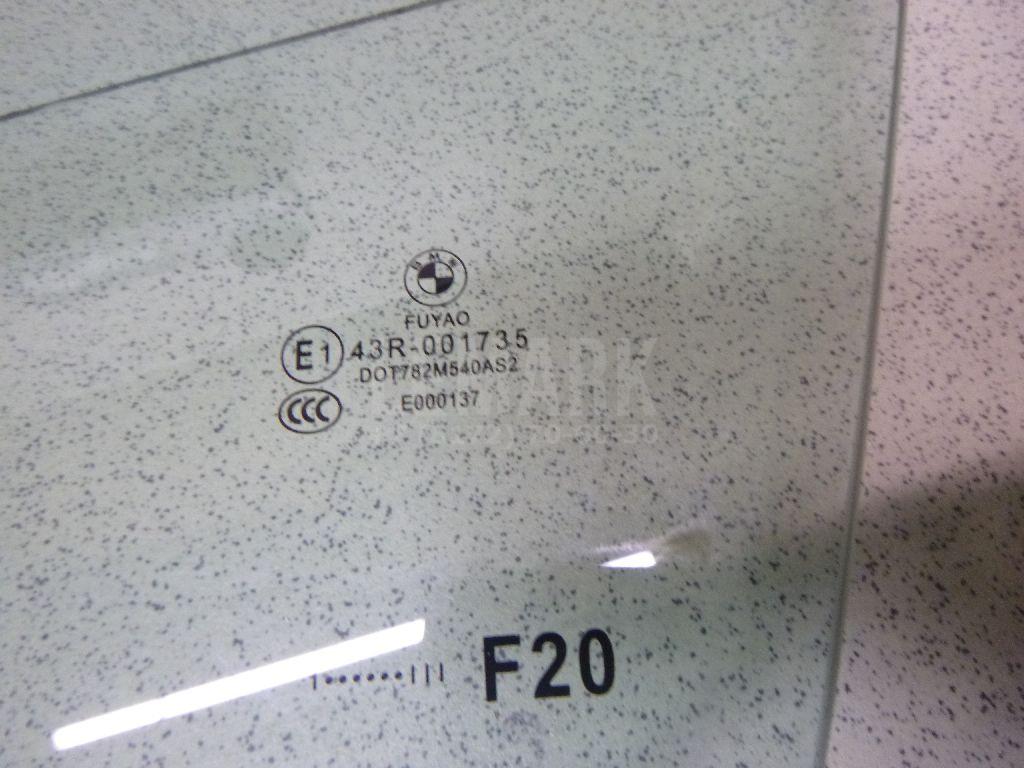 BMW
FUYAO
E1 43R-001735
DOT782M540AS2
CCC E000137
F20